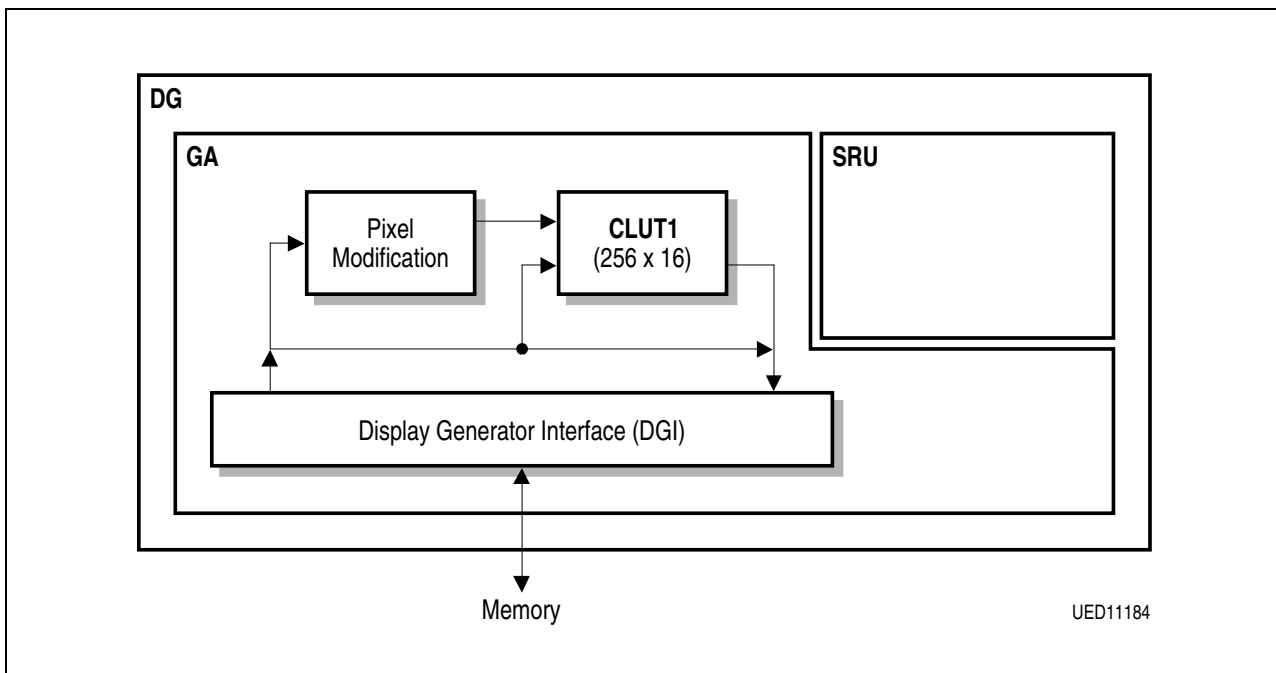 DG
GA
SRU
Pixel
Modification
CLUT1
(256 x 16)
Display Generator Interface (DGI)
Memory
UED11184